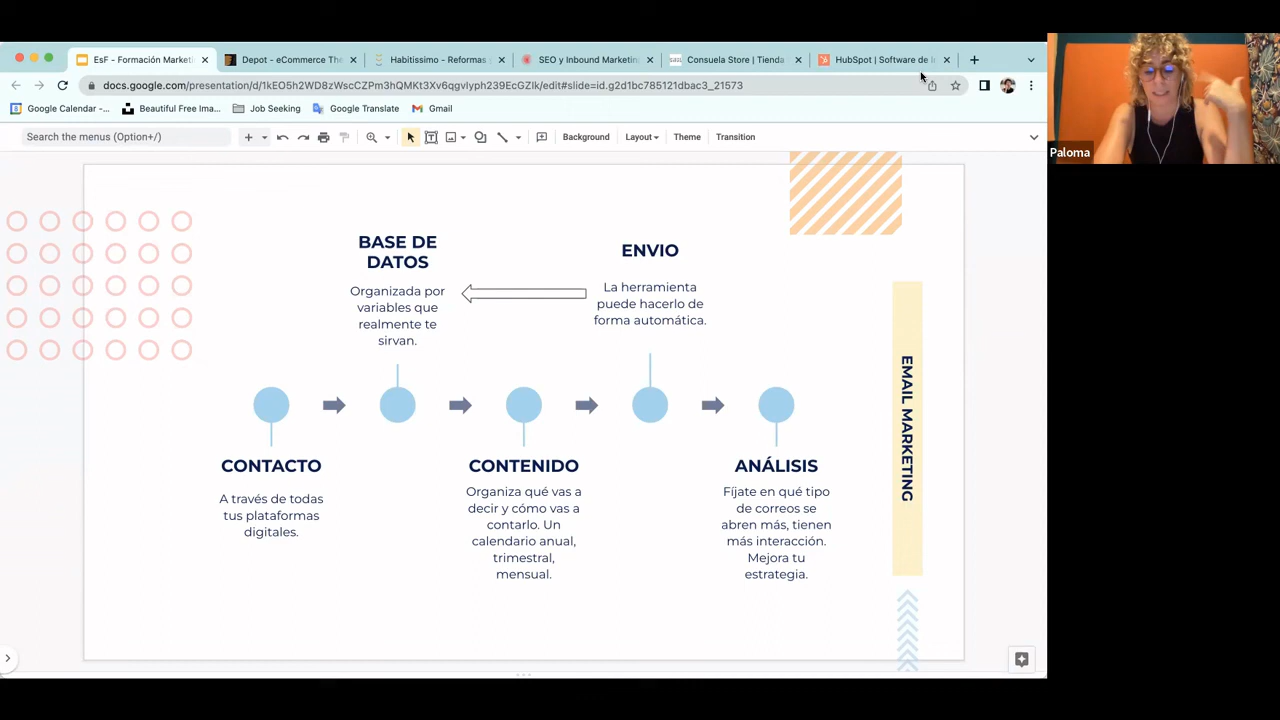 EsF - Formación Marketi
Depot - eCommerce The
Habitissimo - Reformas
SEO y Inbound Marketin
Consuela Store | Tienda
HubSpot | Software de
docs.google.com/presentation/d/1kEO5h2WD8zWscCZPm3hQMKt3Xv6qgvlyph239EcGZIk/edit#slide=id.g2d1bc785121dbac3_21573
Google Calendar -...
Beautiful Free Ima...
Job Seeking
Google Translate
Gmail
Search the menus (Option+/)
Background
Layout
Theme
Transition
Paloma
BASE DE
DATOS
Organizada por
variables que
realmente te
sirvan.
ENVIO
La herramienta
puede hacerlo de
forma automática.
CONTACTO
A través de todas
tus plataformas
digitales.
CONTENIDO
Organiza qué vas a
decir y cómo vas a
contarlo. Un
calendario anual,
trimestral,
mensual.
ANÁLISIS
Fíjate en qué tipo
de correos se
abren más, tienen
más interacción.
Mejora tu
estrategia.
EMAIL MARKETING